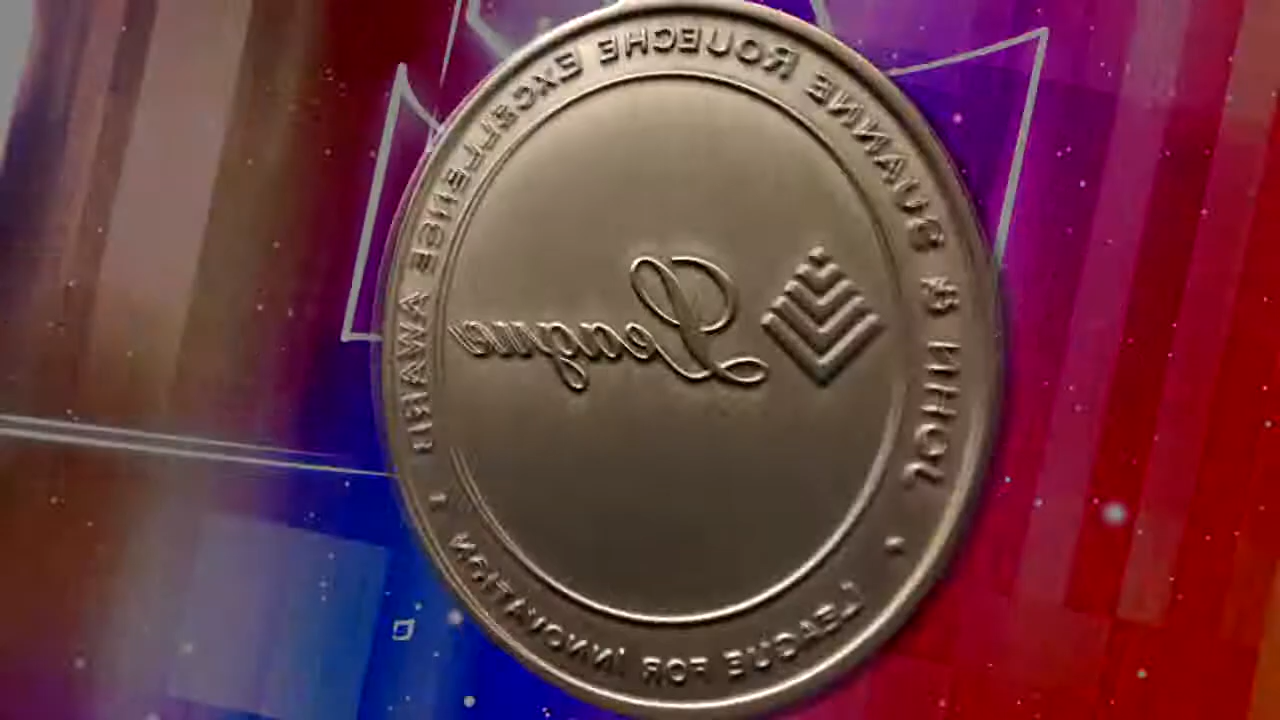 JOHN & SUANNE ROUECHE EXCELLENCE AWARD
League
LEAGUE FOR INNOVATION